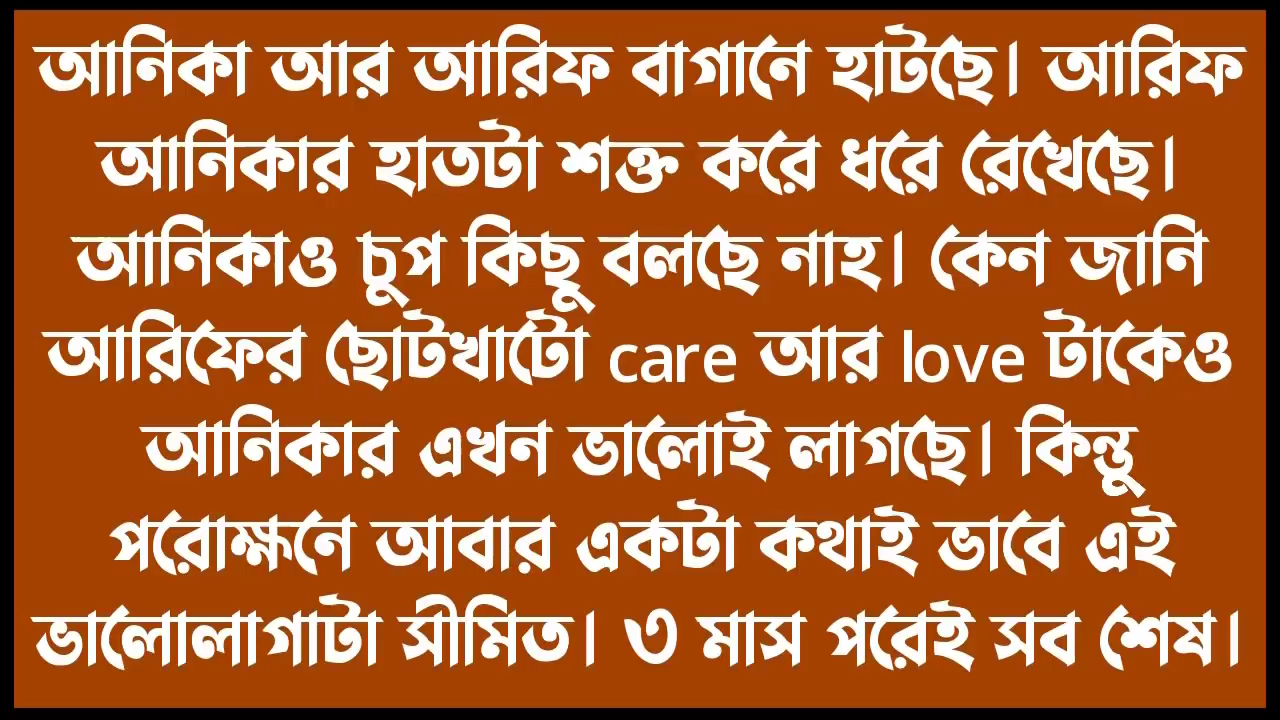 আনিকা আর আরিফ বাগানে হাটছে। আরিফ
আনিকার হাতটা শক্ত করে ধরে রেখেছে।
আনিকাও চুপ কিছু বলছে নাহ। কেন জানি
আরিফের ছোটখাটো care আর love টাকেও
আনিকার এখন ভালোই লাগছে। কিন্তু
পরোক্ষনে আবার একটা কথাই ভাবে এই
ভালোলাগাটা সীমিত। ৩ মাস পরেই সব শেষ।